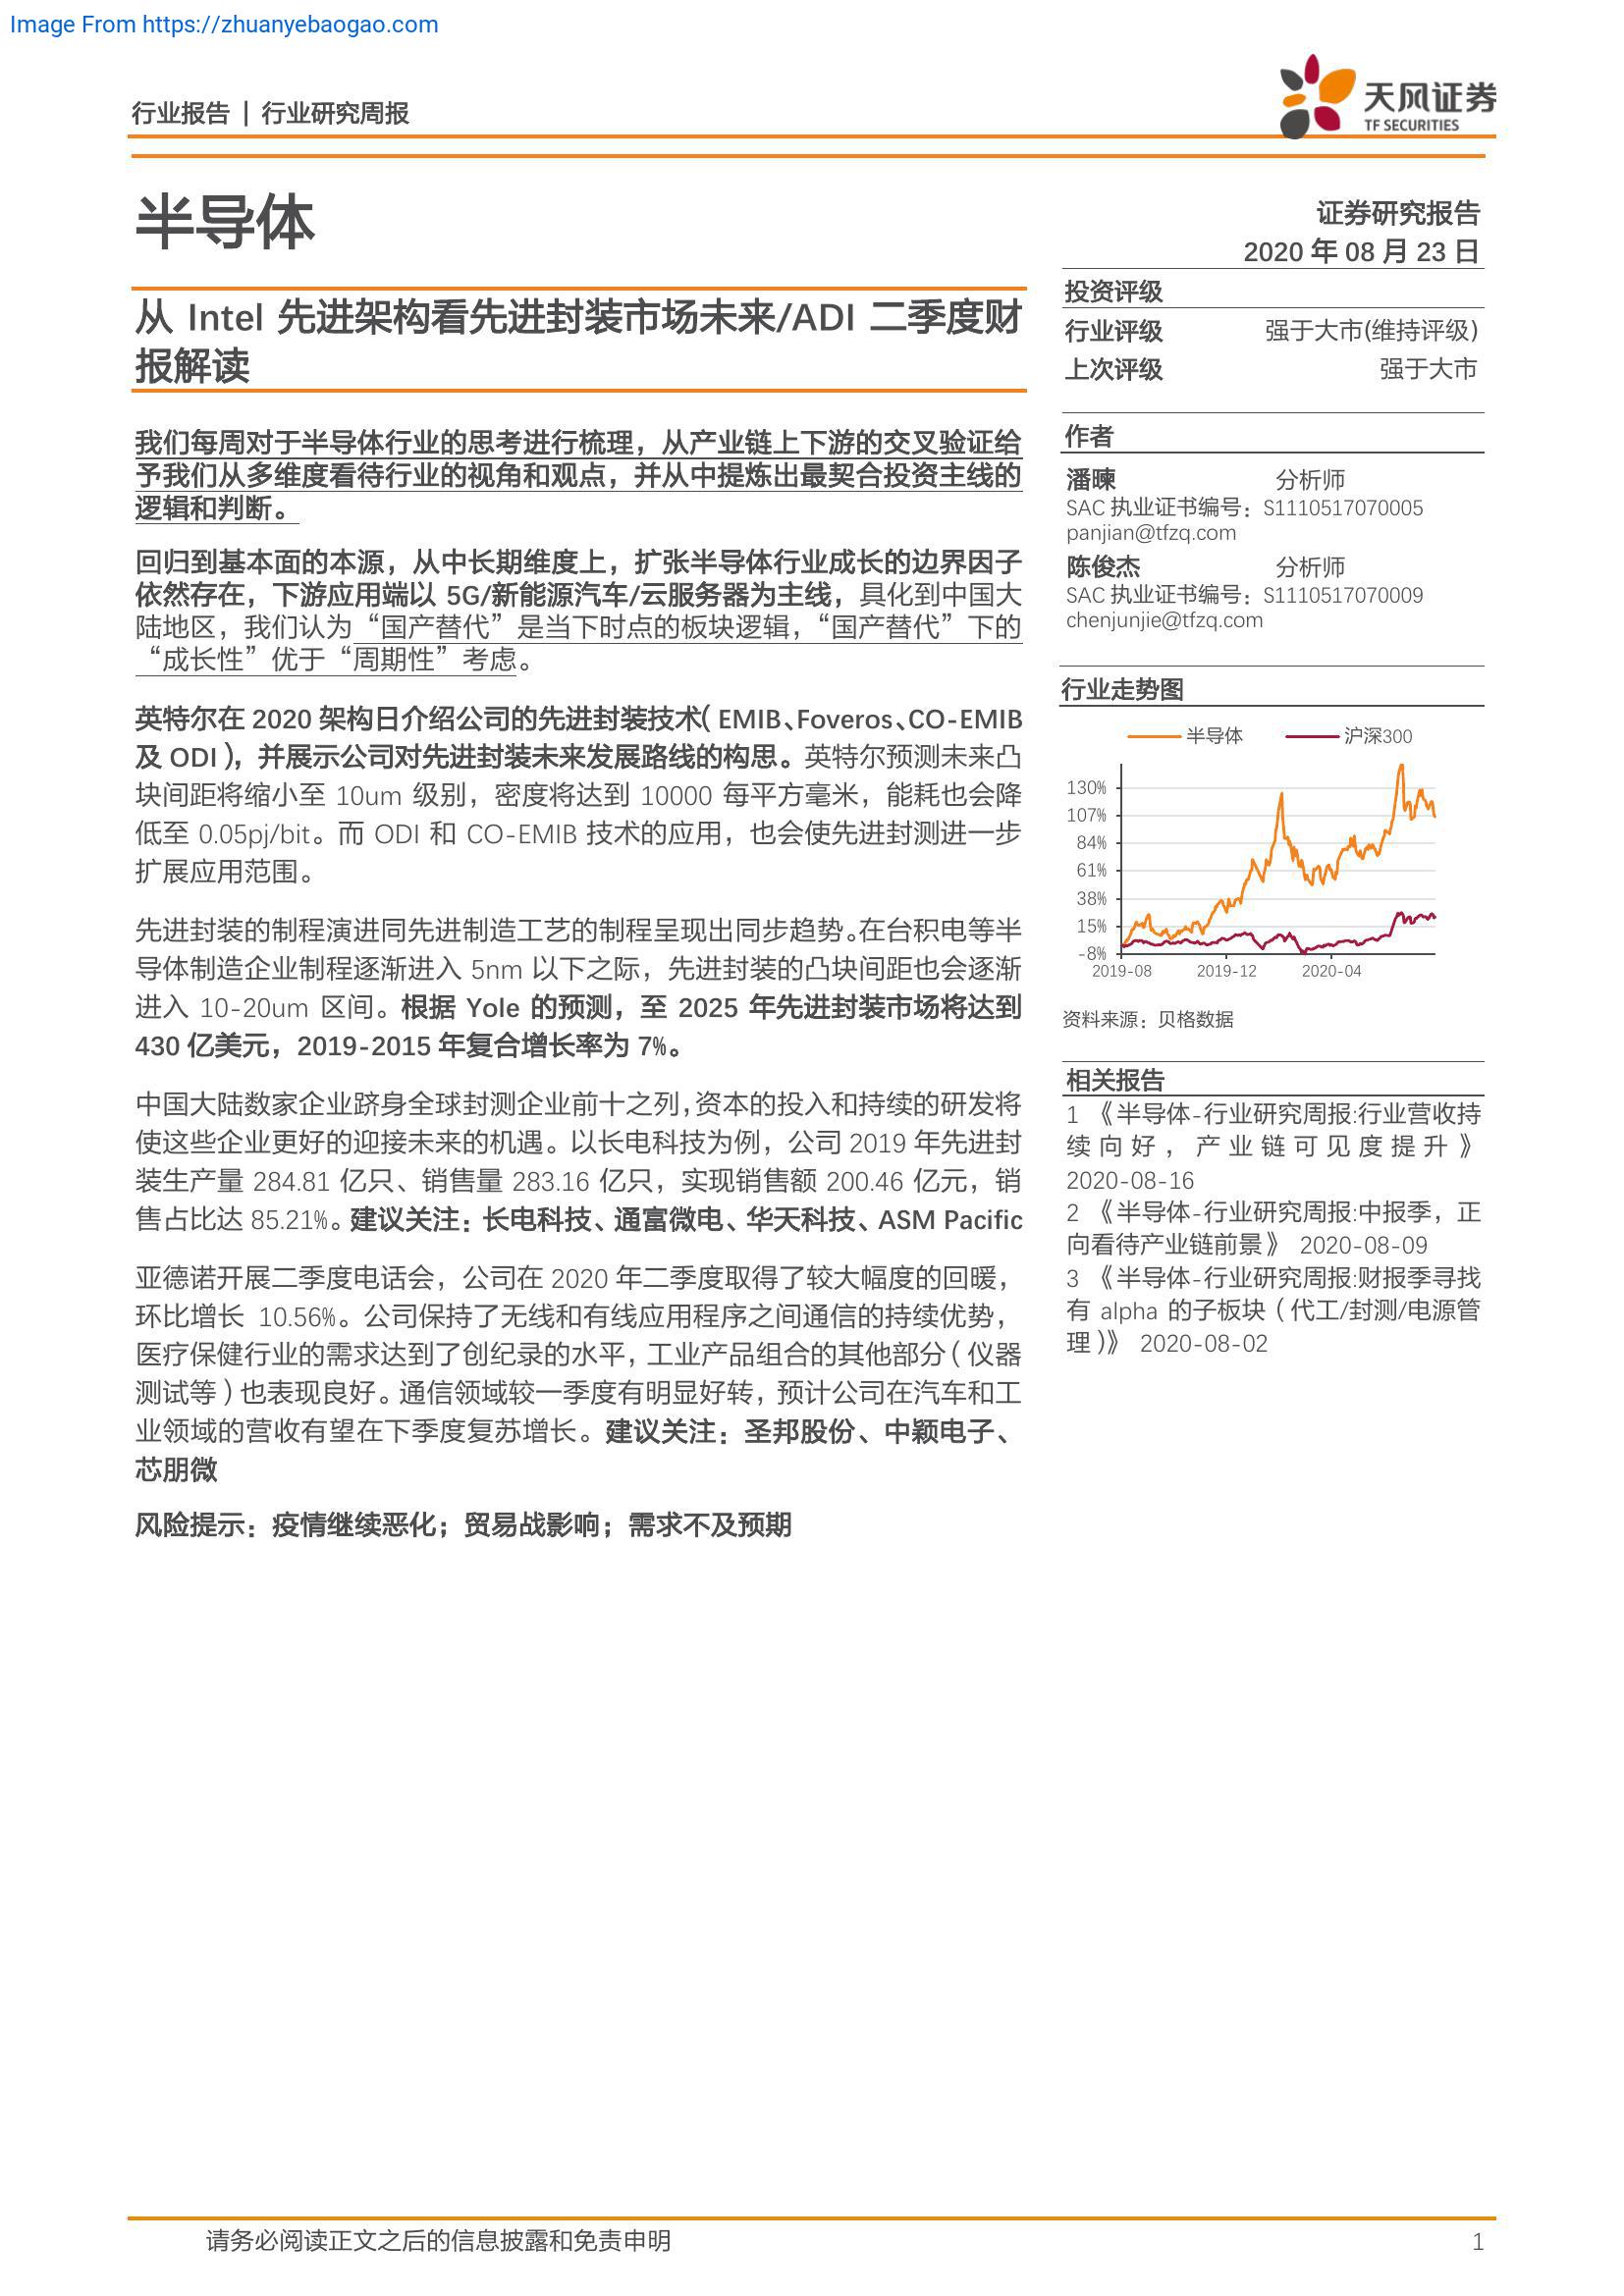 Image From https://zhuanyebaogao.com
行业报告 | 行业研究周报
天风证券
TF SECURITIES
半导体
从 Intel 先进架构看先进封装市场未来/ADI 二季度财
报解读
我们每周对于半导体行业的思考进行梳理，从产业链上下游的交叉验证给
予我们从多维度看待行业的视角和观点，并从中提炼出最契合投资主线的
逻辑和判断。
回归到基本面的本源，从中长期维度上，扩张半导体行业成长的边界因子
依然存在，下游应用端以 5G/新能源汽车/云服务器为主线，具化到中国大
陆地区，我们认为“国产替代”是当下时点的板块逻辑，“国产替代”下的
“成长性”优于“周期性”考虑。
英特尔在 2020 架构日介绍公司的先进封装技术（EMIB、Foveros、CO-EMIB
及 ODI），并展示公司对先进封装未来发展路线的构思。英特尔预测未来凸
块间距将缩小至 10um 级别，密度将达到 10000 每平方毫米，能耗也会降
低至 0.05pj/bit。而 ODI 和 CO-EMIB 技术的应用，也会使先进封测进一步
扩展应用范围。
先进封装的制程演进同先进制造工艺的制程呈现出同步趋势。在台积电等半
导体制造企业制程逐渐进入 5nm 以下之际，先进封装的凸块间距也会逐渐
进入 10-20um 区间。根据 Yole 的预测，至 2025 年先进封装市场将达到
430 亿美元，2019-2015 年复合增长率为 7%。
中国大陆数家企业跻身全球封测企业前十之列，资本的投入和持续的研发将
使这些企业更好的迎接未来的机遇。以长电科技为例，公司 2019 年先进封
装生产量 284.81 亿只、销售量 283.16 亿只，实现销售额 200.46 亿元，销
售占比达 85.21%。建议关注：长电科技、通富微电、华天科技、ASM Pacific
亚德诺开展二季度电话会，公司在 2020 年二季度取得了较大幅度的回暖，
环比增长 10.56%。公司保持了无线和有线应用程序之间通信的持续优势，
医疗保健行业的需求达到了创纪录的水平，工业产品组合的其他部分（仪器
测试等）也表现良好。通信领域较一季度有明显好转，预计公司在汽车和工
业领域的营收有望在下季度复苏增长。建议关注：圣邦股份、中颖电子、
芯朋微
风险提示：疫情继续恶化；贸易战影响；需求不及预期
证券研究报告
2020 年 08 月 23 日
投资评级
行业评级 强于大市(维持评级)
上次评级 强于大市
作者
潘暕 分析师
SAC 执业证书编号：S1110517070005
panjian@tfzq.com
陈俊杰 分析师
SAC 执业证书编号：S1110517070009
chenjunjie@tfzq.com
行业走势图
半导体 沪深300
130%
107%
84%
61%
38%
15%
-8%
2019-08 2019-12 2020-04
资料来源：贝格数据
相关报告
1 《半导体-行业研究周报:行业营收持
续向好，产业链可见度提升》
2020-08-16
2 《半导体-行业研究周报:中报季，正
向看待产业链前景》 2020-08-09
3 《半导体-行业研究周报:财报季寻找
有 alpha 的子板块（代工/封测/电源管
理）》 2020-08-02
请务必阅读正文之后的信息披露和免责申明 1